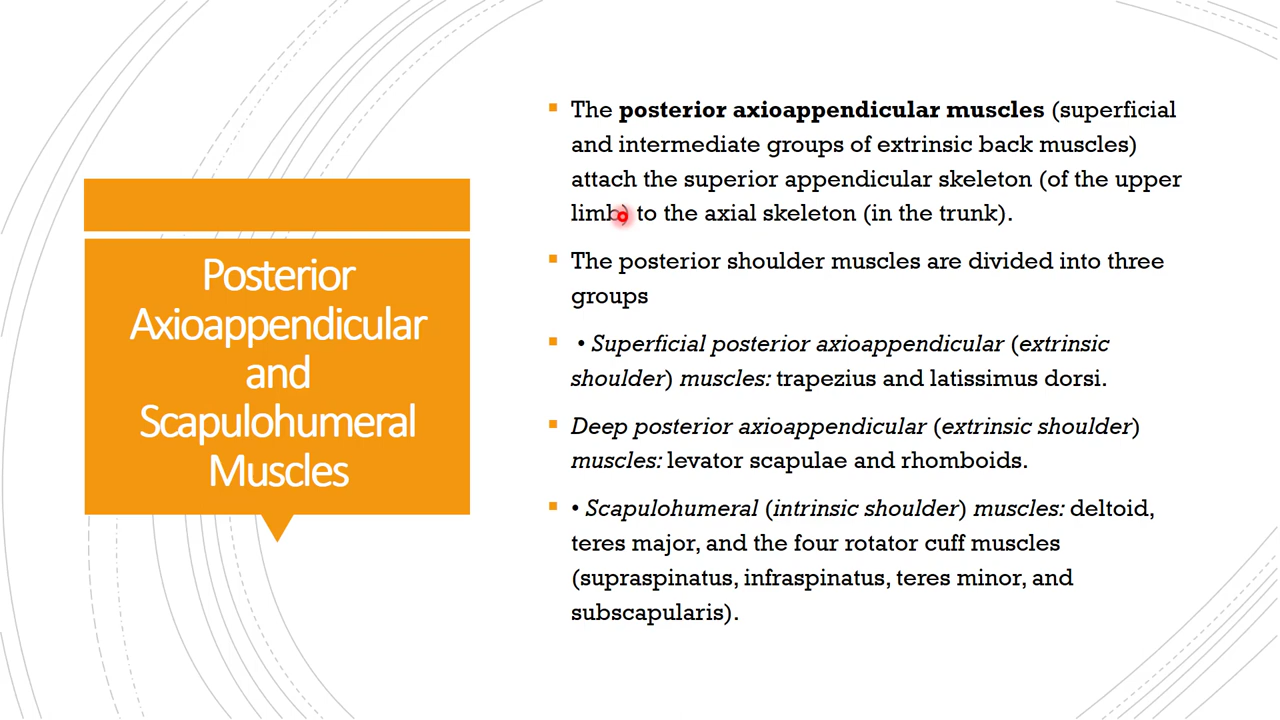 Posterior
Axioappendicular
and
Scapulohumeral
Muscles
The posterior axioappendicular muscles (superficial
and intermediate groups of extrinsic back muscles)
attach the superior appendicular skeleton (of the upper
limb) to the axial skeleton (in the trunk).
The posterior shoulder muscles are divided into three
groups
• Superficial posterior axioappendicular (extrinsic
shoulder) muscles: trapezius and latissimus dorsi.
Deep posterior axioappendicular (extrinsic shoulder)
muscles: levator scapulae and rhomboids.
• Scapulohumeral (intrinsic shoulder) muscles: deltoid,
teres major, and the four rotator cuff muscles
(supraspinatus, infraspinatus, teres minor, and
subscapularis).